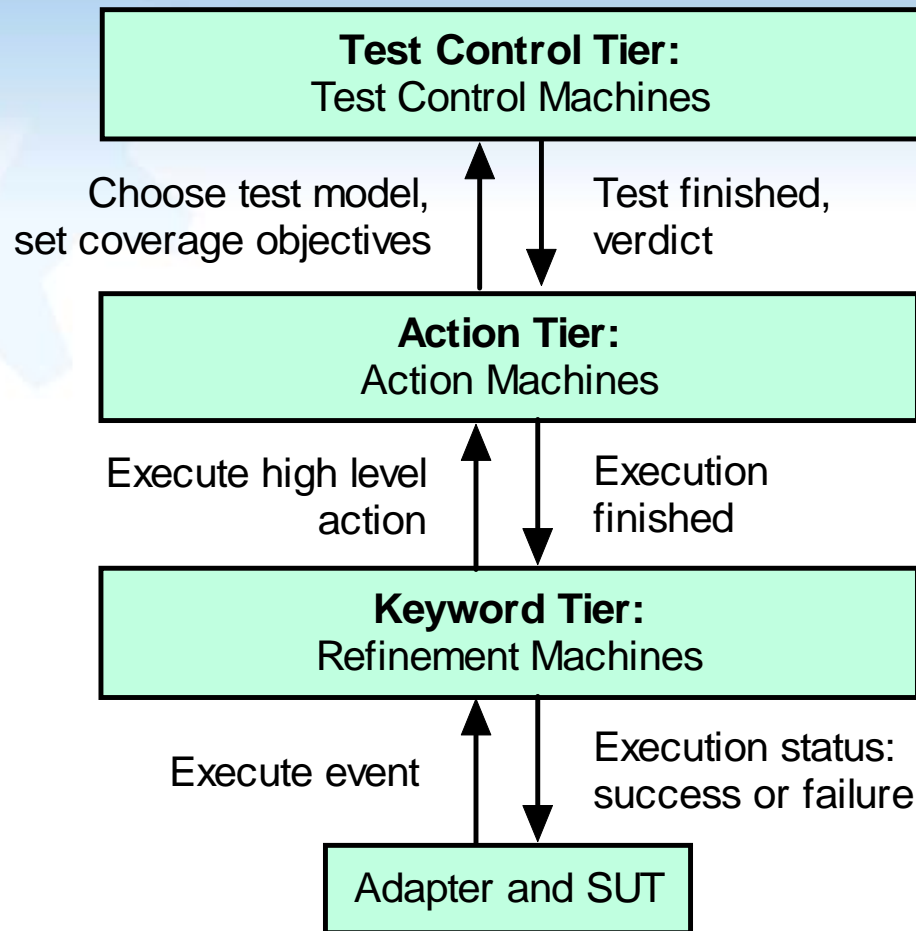 Test Control Tier:
Test Control Machines
Choose test model,
set coverage objectives
Test finished,
verdict
Action Tier:
Action Machines
Execute high level
action
Execution
finished
Keyword Tier:
Refinement Machines
Execute event
Execution status:
success or failure
Adapter and SUT